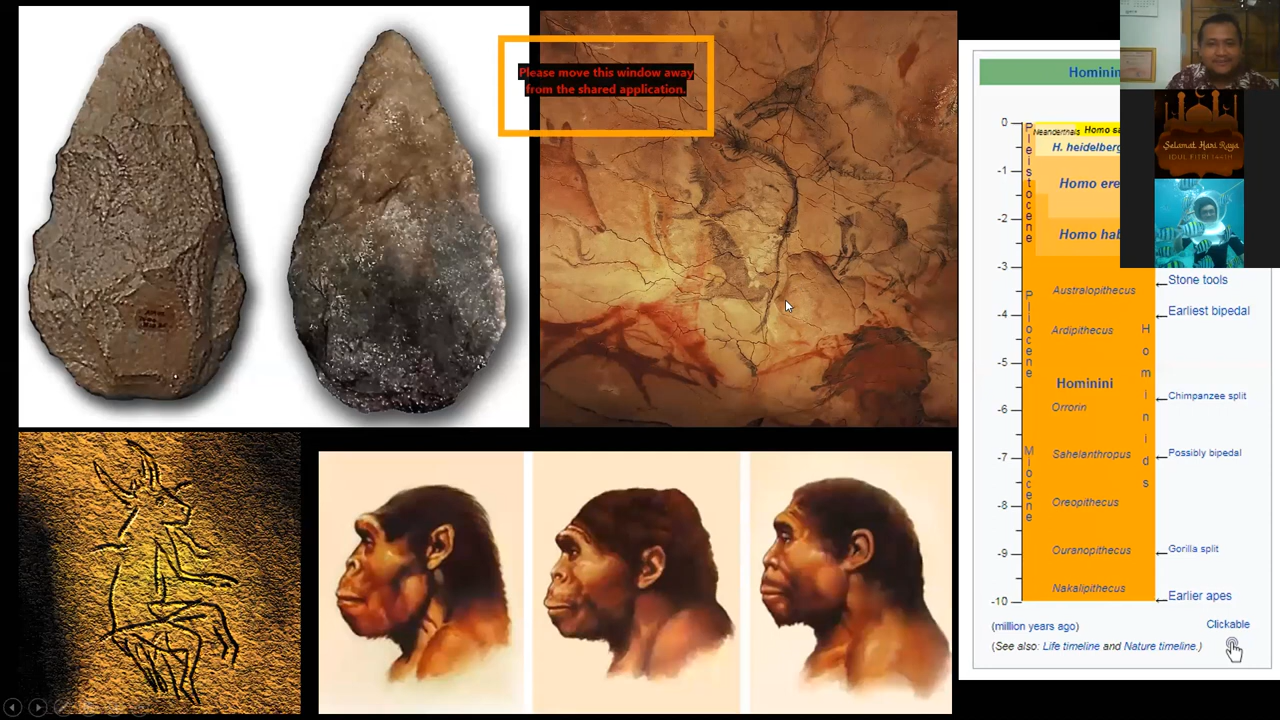 Please move this window away
from the shared application.
Hominin
0
-1
-2
-3
-4
-5
-6
-7
-8
-9
-10
Pleistocene
Pliocene
Miocene
Hominids
Neanderthals
Homo sa
H. heidelberg
Homo ere
Homo hab
Australopithecus
Ardipithecus
Hominini
Orrorin
Sahelanthropus
Oreopithecus
Ouranopithecus
Nakalipithecus
Stone tools
Earliest bipedal
Chimpanzee split
Possibly bipedal
Gorilla split
Earlier apes
(million years ago)
Clickable
(See also: Life timeline and Nature timeline.)
Selamat Hari Raya
IDUL FITRI 1441H